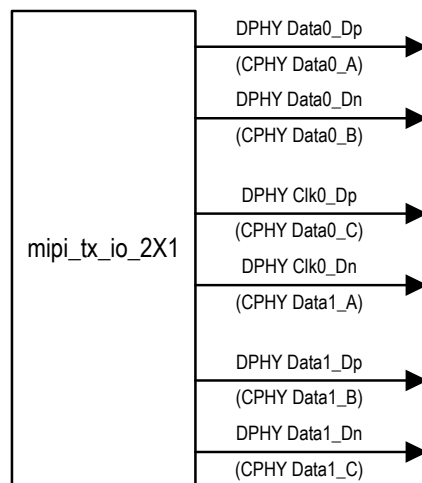 DPHY Data0_Dp
(CPHY Data0_A)
DPHY Data0_Dn
(CPHY Data0_B)
DPHY Clk0_Dp
(CPHY Data0_C)
mipi_tx_io_2X1
DPHY Clk0_Dn
(CPHY Data1_A)
DPHY Data1_Dp
(CPHY Data1_B)
DPHY Data1_Dn
(CPHY Data1_C)